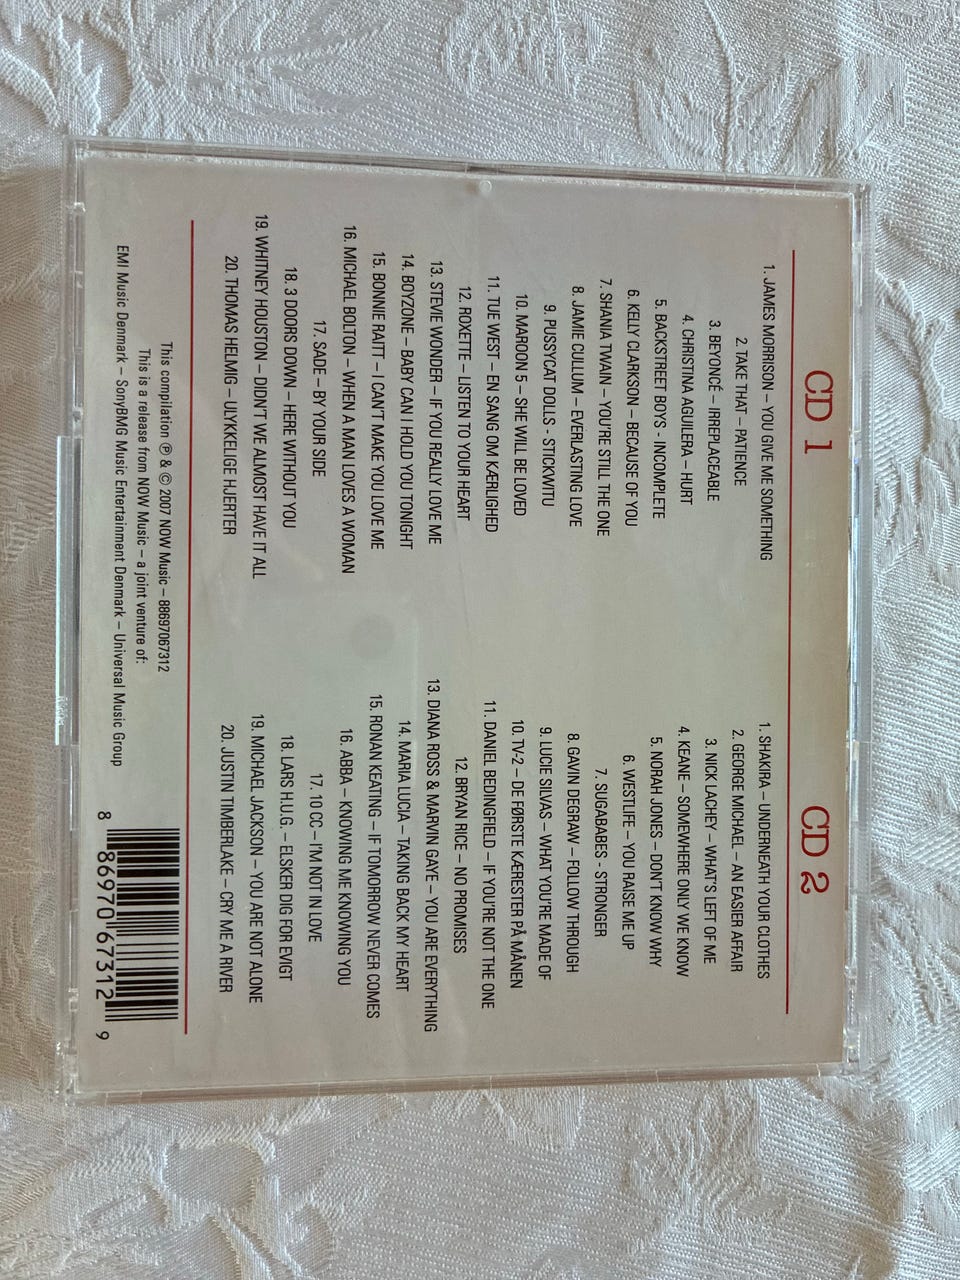 CD 1
1. JAMES MORRISON – YOU GIVE ME SOMETHING
2. TAKE THAT – PATIENCE
3. BEYONCÉ – IRREPLACEABLE
4. CHRISTINA AGUILERA – HURT
5. BACKSTREET BOYS - INCOMPLETE
6. KELLY CLARKSON – BECAUSE OF YOU
7. SHANIA TWAIN – YOU'RE STILL THE ONE
8. JAMIE CULLUM – EVERLASTING LOVE
9. PUSSYCAT DOLLS - STICKWITU
10. MAROON 5 – SHE WILL BE LOVED
11. TUE WEST – EN SANG OM KÆRLIGHED
12. ROXETTE – LISTEN TO YOUR HEART
13. STEVIE WONDER – IF YOU REALLY LOVE ME
14. BOYZONE – BABY CAN I HOLD YOU TONIGHT
15. BONNIE RAITT – I CAN'T MAKE YOU LOVE ME
16. MICHAEL BOLTON – WHEN A MAN LOVES A WOMAN
17. SADE – BY YOUR SIDE
18. 3 DOORS DOWN – HERE WITHOUT YOU
19. WHITNEY HOUSTON – DIDN'T WE ALMOST HAVE IT ALL
20. THOMAS HELMIG – ULYKKELIGE HJERTER
CD 2
1. SHAKIRA – UNDERNEATH YOUR CLOTHES
2. GEORGE MICHAEL – AN EASIER AFFAIR
3. NICK LACHEY – WHAT'S LEFT OF ME
4. KEANE – SOMEWHERE ONLY WE KNOW
5. NORAH JONES – DON'T KNOW WHY
6. WESTLIFE – YOU RAISE ME UP
7. SUGABABES - STRONGER
8. GAVIN DEGRAW – FOLLOW THROUGH
9. LUCIE SILVAS – WHAT YOU'RE MADE OF
10. TV-2 – DE FØRSTE KÆRESTER PÅ MÅNEN
11. DANIEL BEDINGFIELD – IF YOU'RE NOT THE ONE
12. BRYAN RICE – NO PROMISES
13. DIANA ROSS & MARVIN GAYE – YOU ARE EVERYTHING
14. MARIA LUCIA – TAKING BACK MY HEART
15. RONAN KEATING – IF TOMORROW NEVER COMES
16. ABBA – KNOWING ME KNOWING YOU
17. 10 CC – I'M NOT IN LOVE
18. LARS H.U.G. – ELSKER DIG FOR EVIGT
19. MICHAEL JACKSON – YOU ARE NOT ALONE
20. JUSTIN TIMBERLAKE – CRY ME A RIVER
This compilation ℗ & © 2007 NOW Music – 88697067312
This is a release from NOW Music – a joint venture of:
EMI Music Denmark – SonyBMG Music Entertainment Denmark – Universal Music Group
8 86970 67312 9